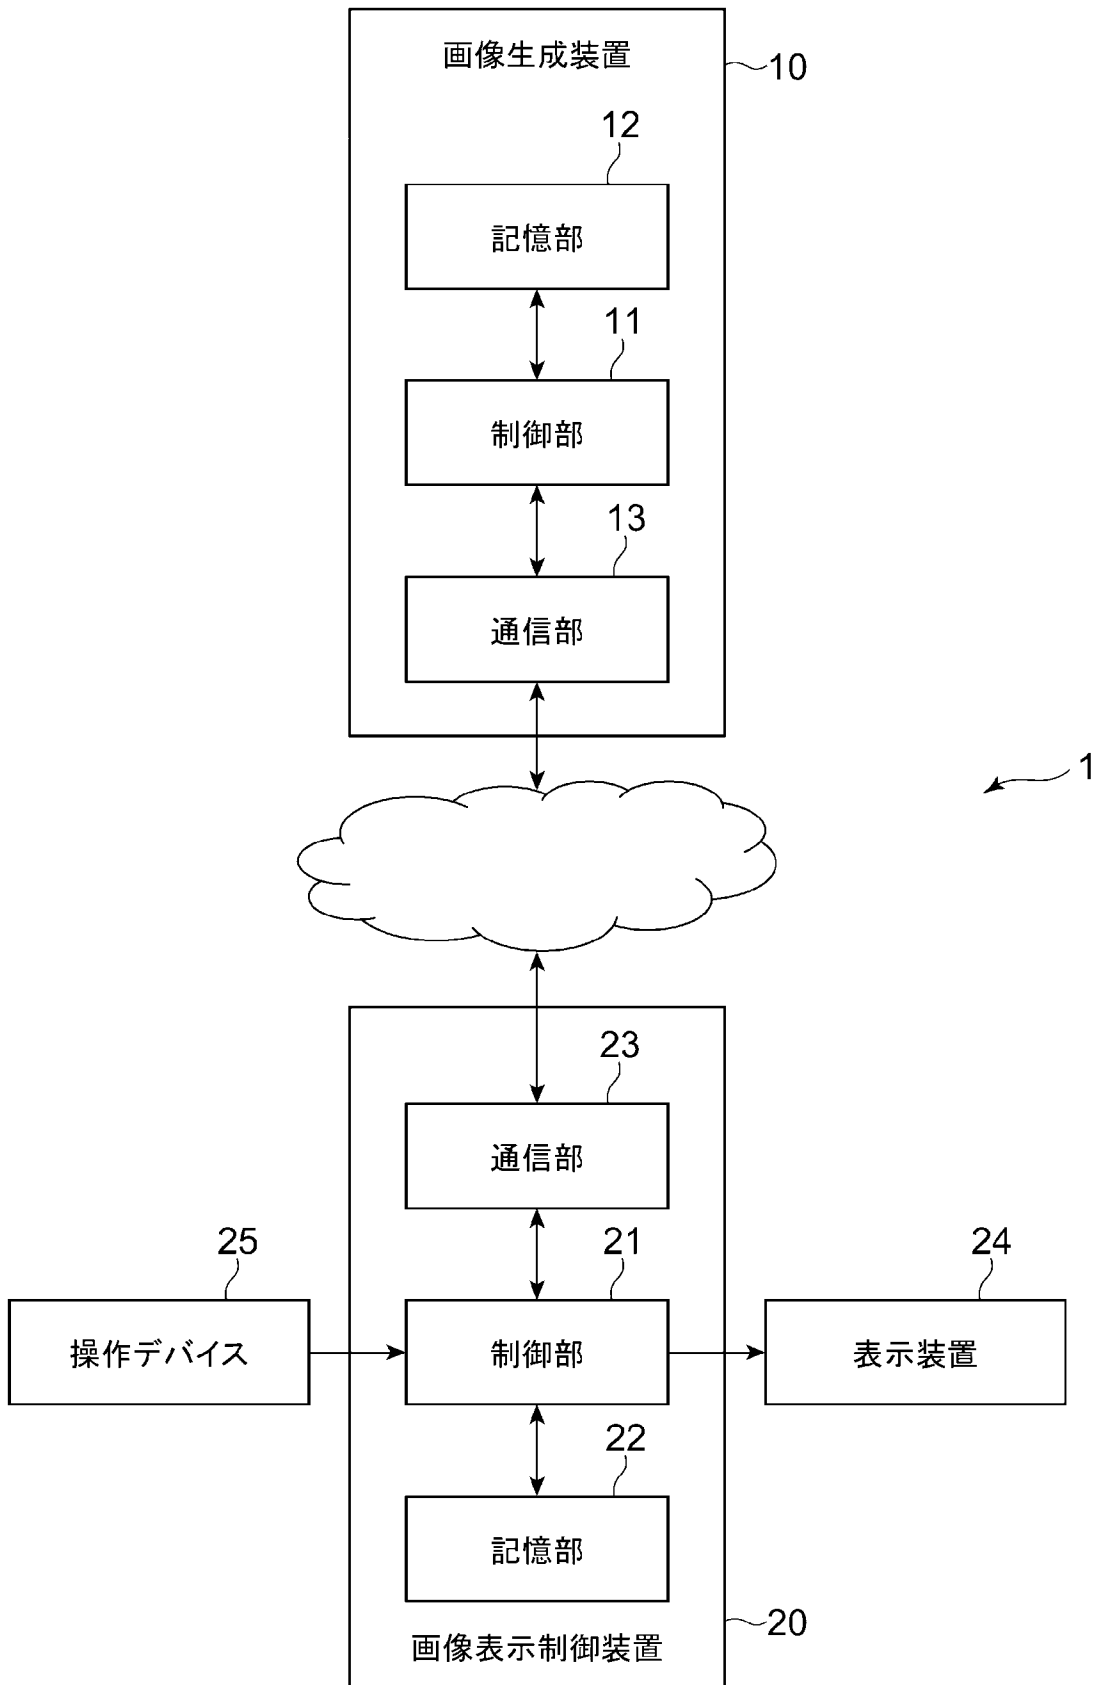 画像生成装置
10
12
記憶部
11
制御部
13
通信部
1
23
通信部
25
21
24
操作デバイス
制御部
表示装置
22
記憶部
20
画像表示制御装置